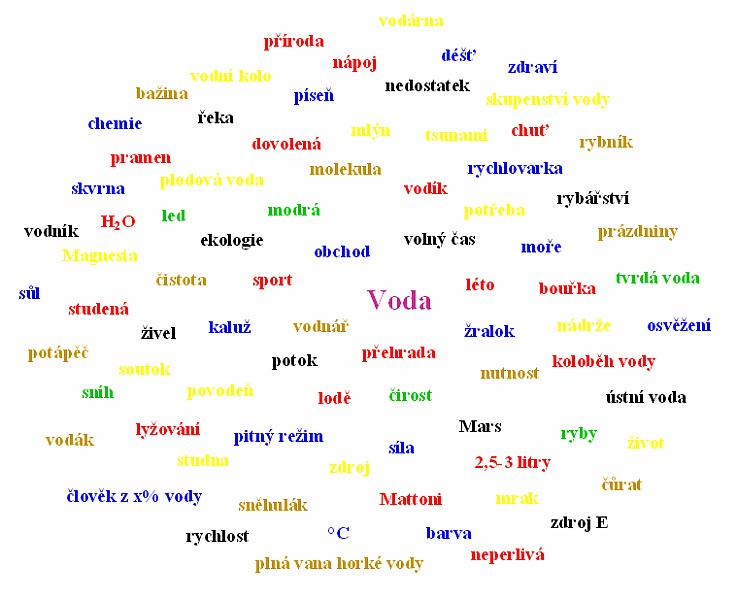 vodárna
příroda
déšť
nápoj
zdraví
vodní kolo
nedostatek
bažina
píseň
skupenství vody
řeka
chemie
mlýn
tsunami
chuť
dovolená
rybník
pramen
molekula
rychlovarka
plodová voda
skvrna
vodík
rybářství
led
modrá
potřeba
H₂O
vodník
ekologie
volný čas
prázdniny
obchod
moře
Magnesia
čistota
sport
tvrdá voda
léto
bouřka
sůl
Voda
studená
živel
kaluž
vodnář
žralok
nádrže
osvěžení
potápěč
soutok
potok
přehrada
koloběh vody
nutnost
sníh
povodeň
lodě
čirost
ústní voda
lyžování
Mars
vodák
pitný režim
síla
ryby
život
studna
zdroj
2,5-3 litry
čůrat
člověk z x% vody
sněhulák
Mattoni
mrak
rychlost
°C
barva
zdroj E
plná vana horké vody
neperlivá